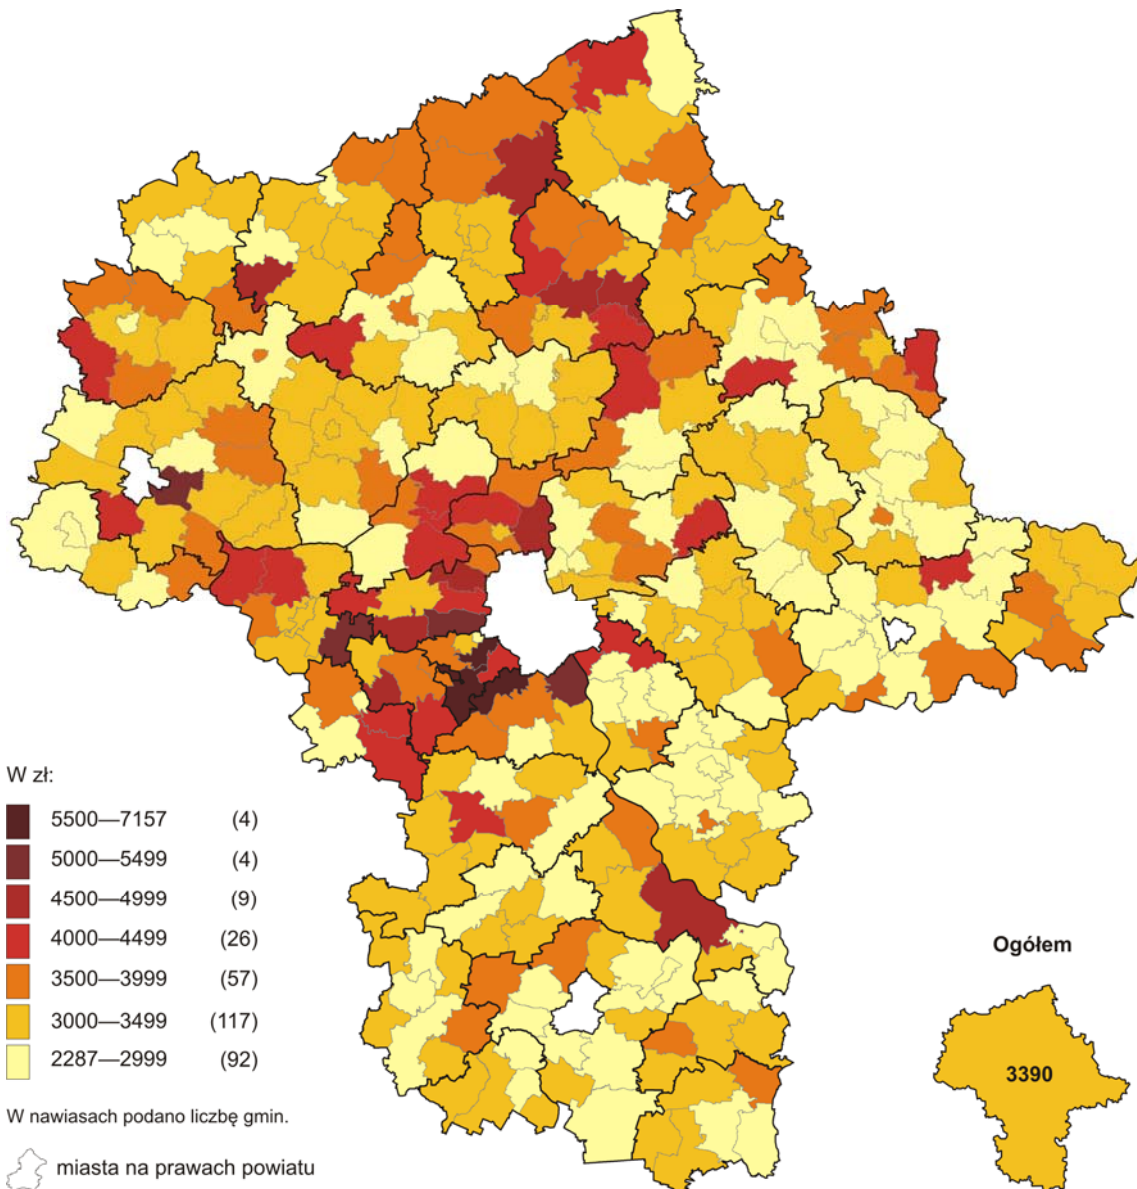 W zł:
5500—7157 (4)
5000—5499 (4)
4500—4999 (9)
4000—4499 (26)
3500—3999 (57)
3000—3499 (117)
2287—2999 (92)
W nawiasach podano liczbę gmin.
miasta na prawach powiatu
Ogółem
3390